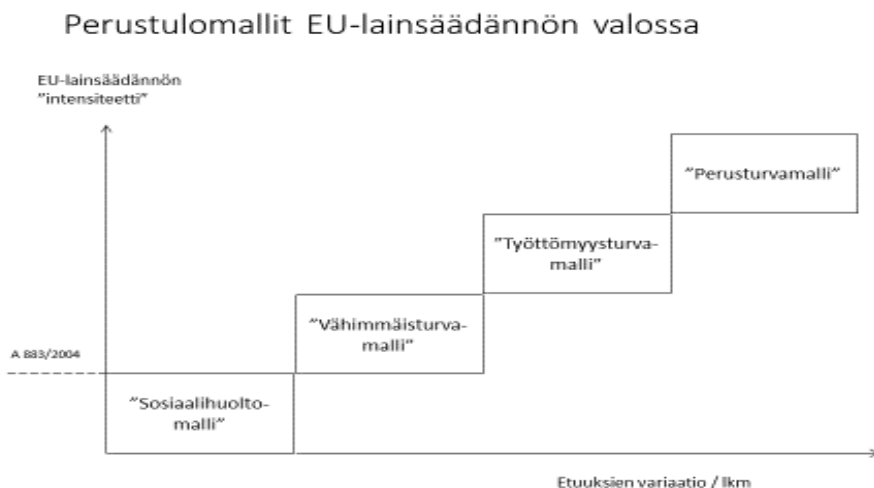 Perustulomallit EU-lainsäädännön valossa
EU-lainsäädännön
"intensiteetti"
"Perusturvamalli"
"Työttömyysturva-
malli"
"Vähimmäisturva-
malli"
A 883/2004
"Sosiaalihuolto-
malli"
Etuuksien variaatio / lkm